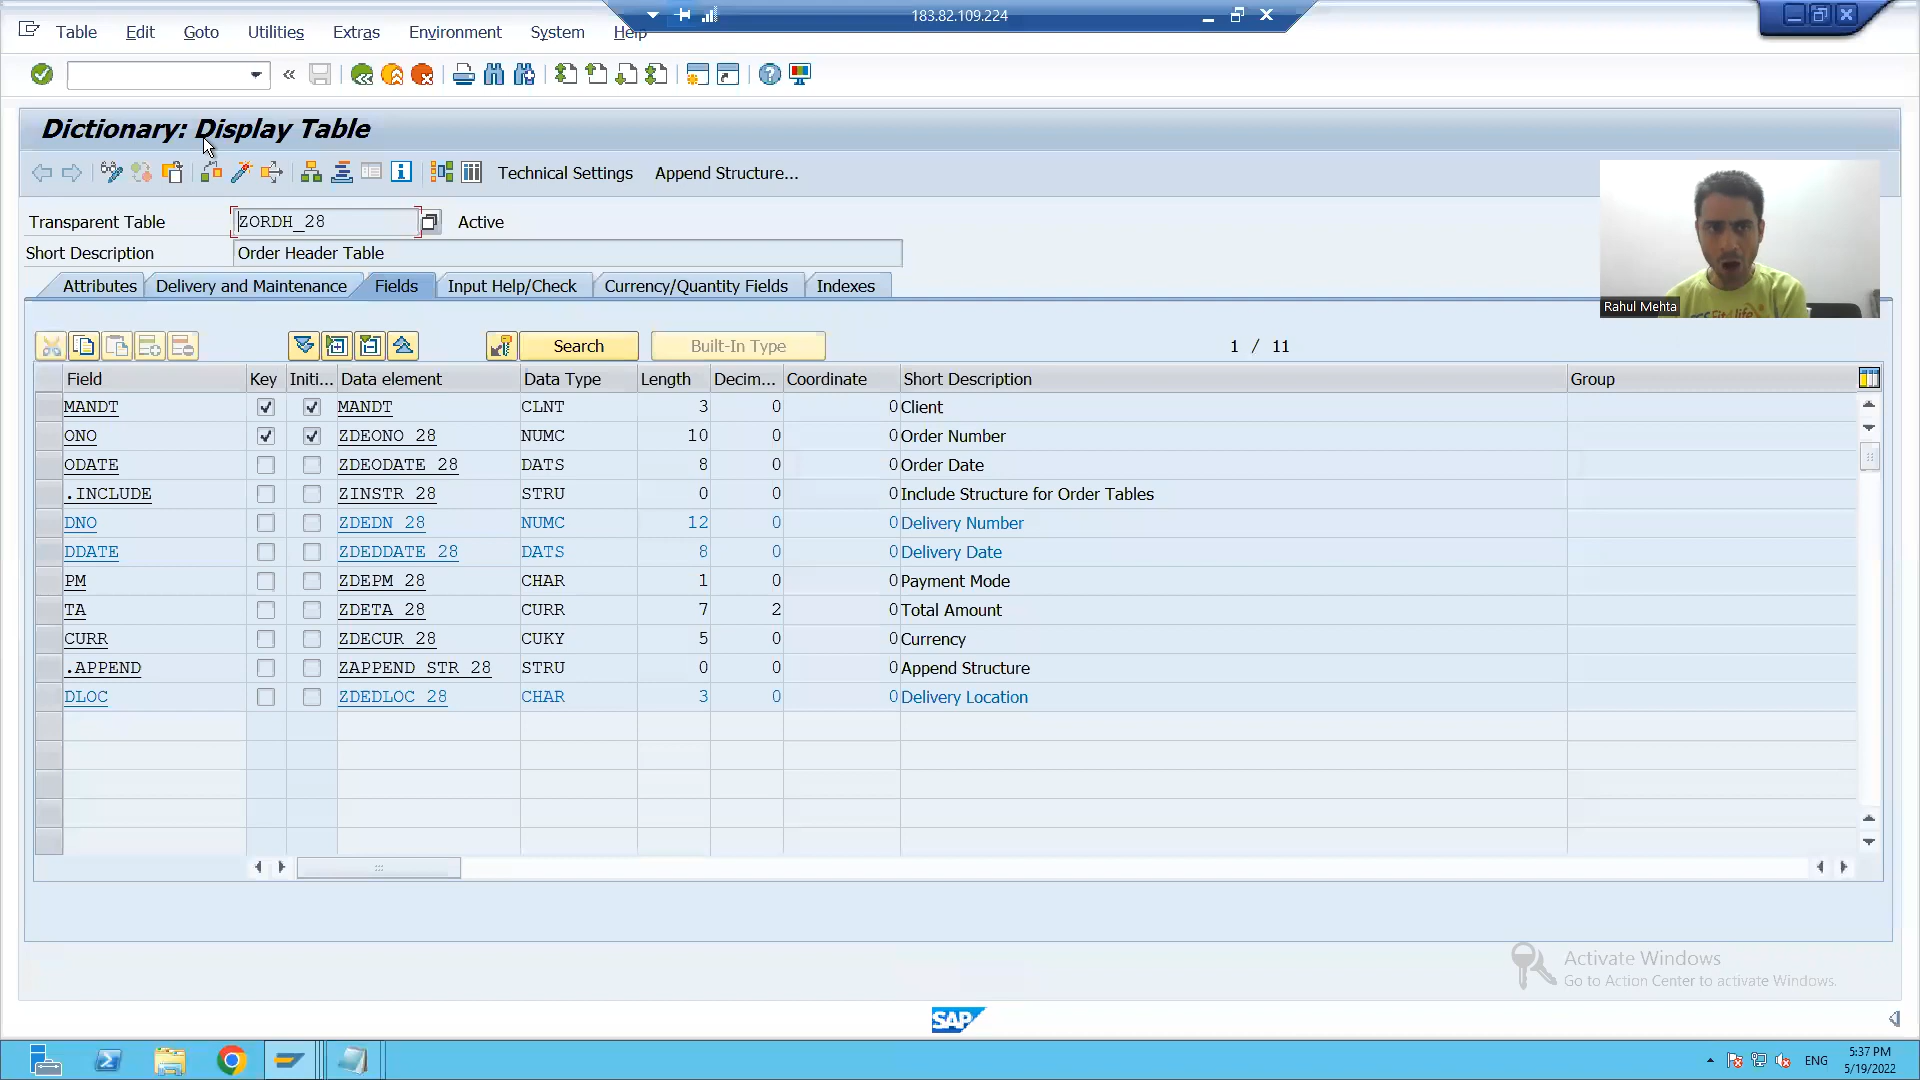 183.82.109.224
Table Edit Goto Utilities Extras Environment System Help
Dictionary: Display Table
Technical Settings Append Structure...
Transparent Table ZORDH_28 Active
Short Description Order Header Table
Rahul Mehta
Attributes Delivery and Maintenance Fields Input Help/Check Currency/Quantity Fields Indexes
Search Built-In Type 1 / 11
Field Key Initi... Data element Data Type Length Decim... Coordinate Short Description Group
MANDT MANDT CLNT 3 0 0 Client
ONO ZDEONO_28 NUMC 10 0 0 Order Number
ODATE ZDEODATE_28 DATS 8 0 0 Order Date
.INCLUDE ZINSTR_28 STRU 0 0 0 Include Structure for Order Tables
DNO ZDEDN_28 NUMC 12 0 0 Delivery Number
DDATE ZDEDDATE_28 DATS 8 0 0 Delivery Date
PM ZDEPM_28 CHAR 1 0 0 Payment Mode
TA ZDETA_28 CURR 7 2 0 Total Amount
CURR ZDECUR_28 CUKY 5 0 0 Currency
.APPEND ZAPPEND_STR_28 STRU 0 0 0 Append Structure
DLOC ZDEDLOC_28 CHAR 3 0 0 Delivery Location
Activate Windows
Go to Action Center to activate Windows.
SAP
ENG
5:37 PM
5/19/2022